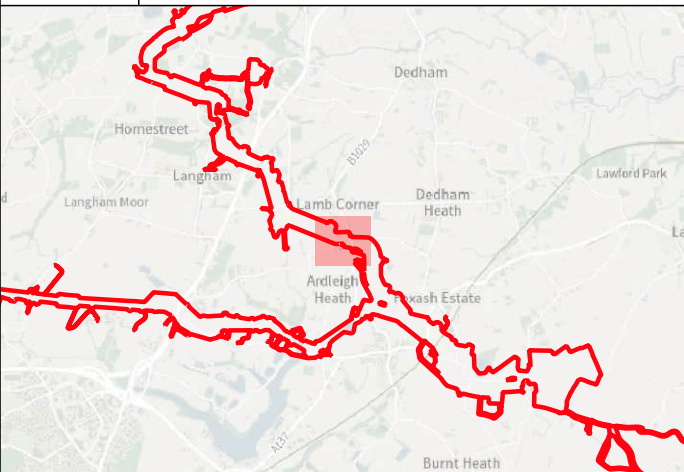 Dedham
Homestreet
B1029
Langham
Lawford Park
Langham Moor
Lamb Corner
Dedham
Heath
Ardleigh
Heath
Foxash Estate
A137
Burnt Heath